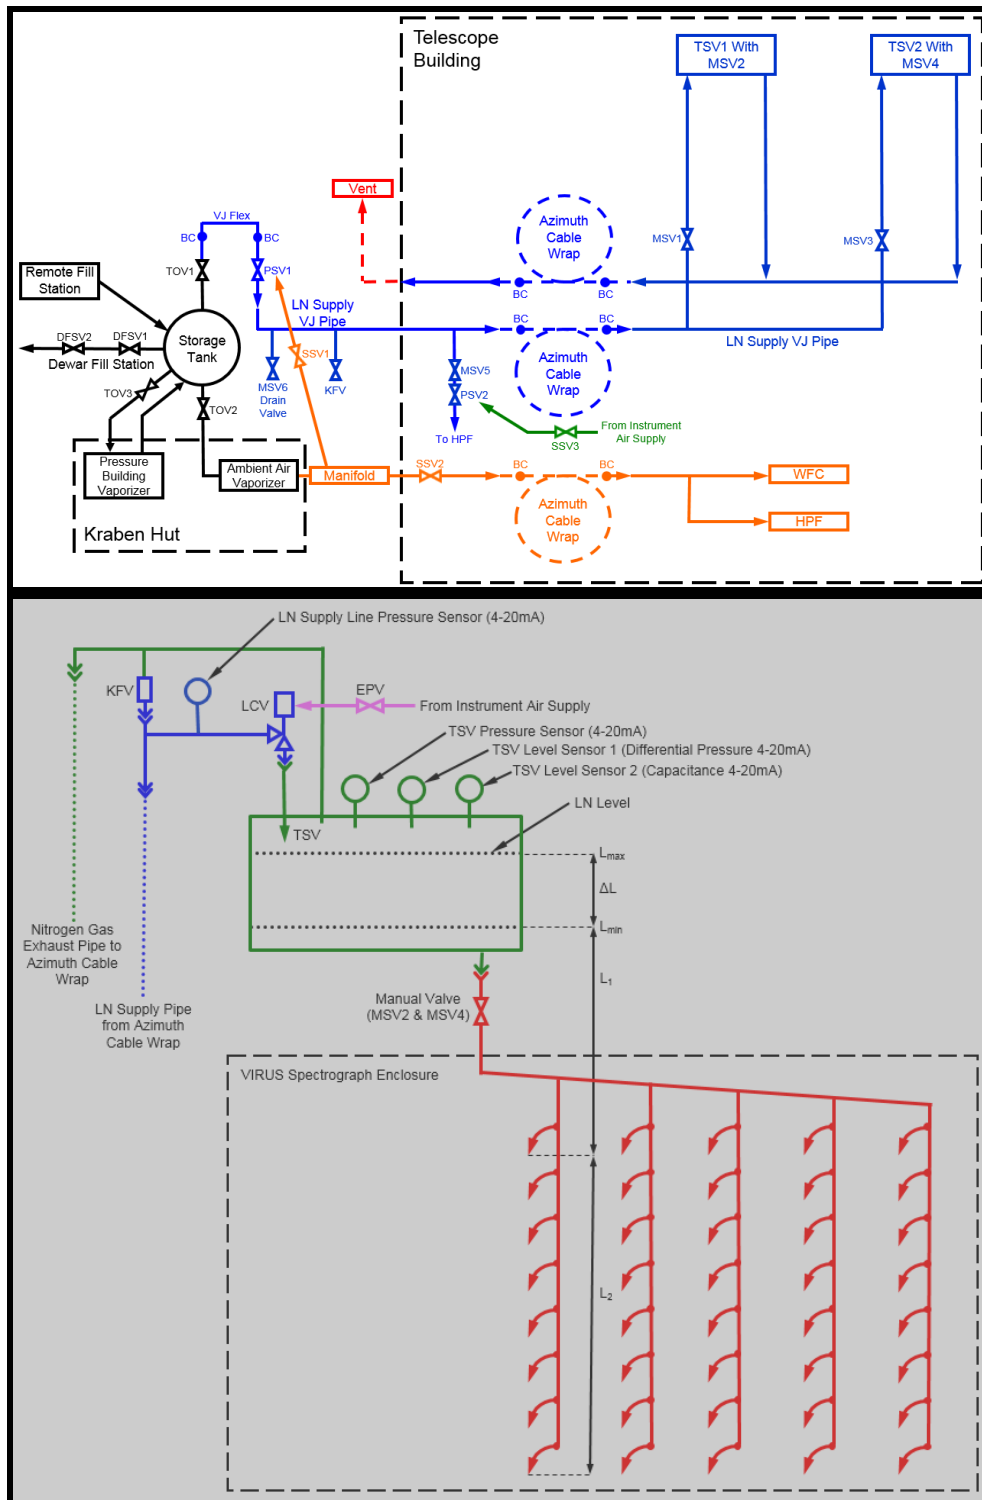 Telescope
Building
TSV1 With
MSV2
TSV2 With
MSV4
Vent
VJ Flex
BC
BC
Azimuth
Cable
Wrap
MSV1
MSV3
TOV1
PSV1
Remote Fill
Station
BC
BC
LN Supply
VJ Pipe
BC
BC
DFSV2
DFSV1
Storage
Tank
Dewar Fill Station
SSV1
LN Supply VJ Pipe
Azimuth
Cable
Wrap
MSV6
Drain
Valve
KFV
MSV5
PSV2
TOV3
TOV2
To HPF
From Instrument
Air Supply
SSV3
Pressure
Building
Vaporizer
Ambient Air
Vaporizer
Manifold
SSV2
BC
BC
WFC
Azimuth
Cable
Wrap
HPF
Kraben Hut
LN Supply Line Pressure Sensor (4-20mA)
KFV
LCV
EPV
From Instrument Air Supply
TSV Pressure Sensor (4-20mA)
TSV Level Sensor 1 (Differential Pressure 4-20mA)
TSV Level Sensor 2 (Capacitance 4-20mA)
LN Level
TSV
Lmax
ΔL
Lmin
Nitrogen Gas
Exhaust Pipe to
Azimuth Cable
Wrap
L1
LN Supply Pipe
from Azimuth
Cable Wrap
Manual Valve
(MSV2 & MSV4)
VIRUS Spectrograph Enclosure
L2